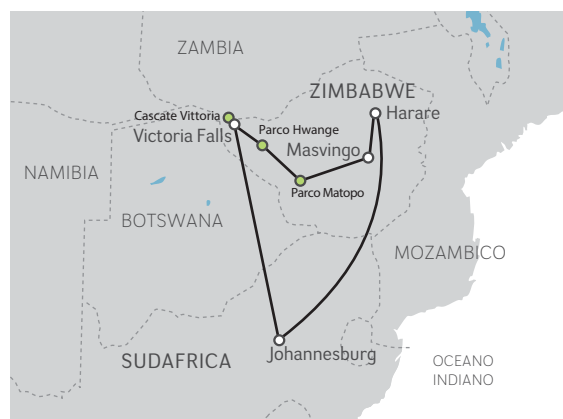 ZAMBIA
ZIMBABWE
Cascate Vittoria
Harare
Victoria Falls
Parco Hwange
Masvingo
NAMIBIA
Parco Matopo
BOTSWANA
MOZAMBICO
Johannesburg
SUDAFRICA
OCEANO
INDIANO